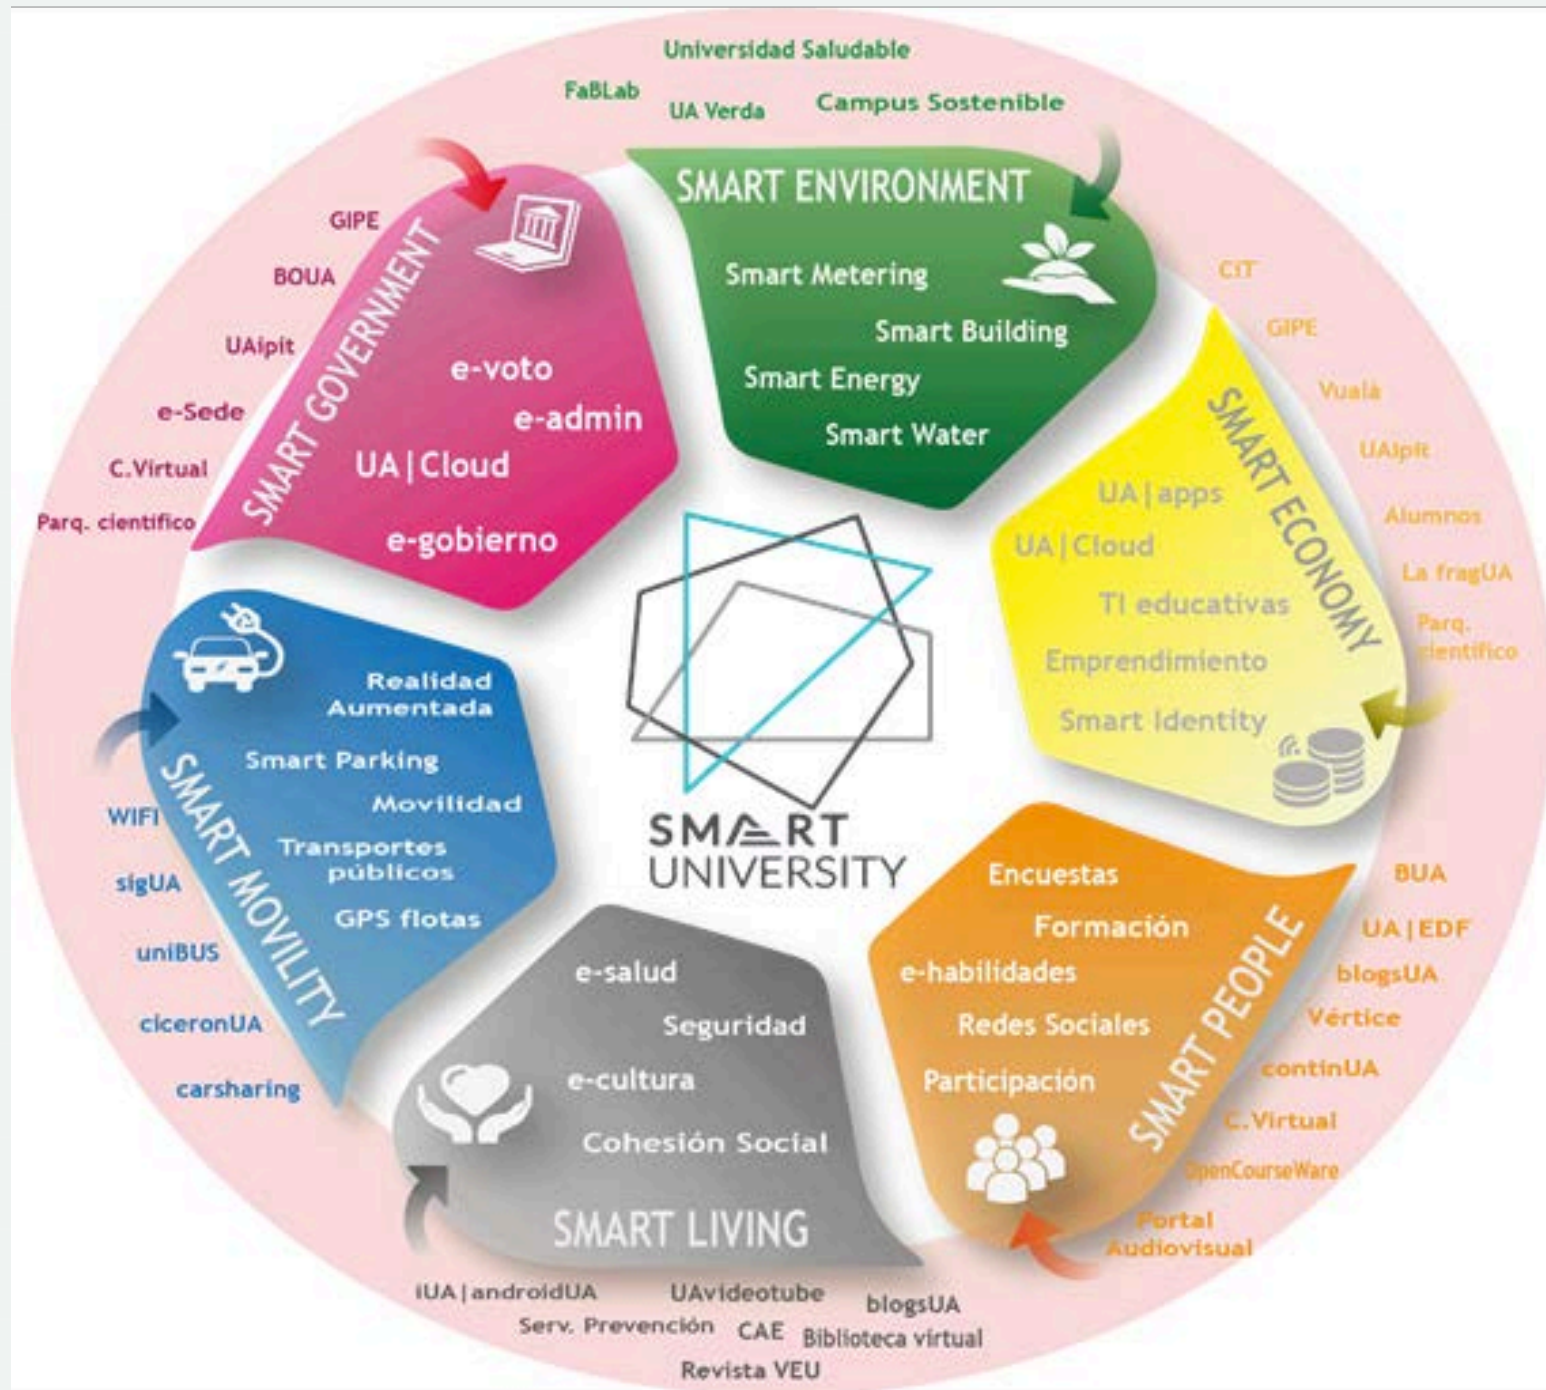 Universidad Saludable
FaBLab
UA Verda
Campus Sostenible
SMART ENVIRONMENT
Smart Metering
Smart Building
Smart Energy
Smart Water
CIT
GIPE
Vualà
UAipit
Alumnos
La fragUA
Parq.
científico
SMART ECONOMY
UA|apps
UA|Cloud
TI educativas
Emprendimiento
Smart Identity
BUA
UA|EDF
blogsUA
Vértice
continUA
C.Virtual
OpenCourseWare
Portal
Audiovisual
SMART PEOPLE
Encuestas
Formación
e-habilidades
Redes Sociales
Participación
SMART LIVING
e-salud
Seguridad
e-cultura
Cohesión Social
iUA|androidUA
UAvideotube
blogsUA
Serv. Prevención
CAE
Biblioteca virtual
Revista VEU
SMART MOVILITY
Realidad
Aumentada
Smart Parking
Movilidad
Transportes
públicos
GPS flotas
WIFI
sigUA
uniBUS
ciceronUA
carsharing
SMART GOVERNMENT
e-voto
e-admin
UA|Cloud
e-gobierno
GIPE
BOUA
UAipit
e-Sede
C.Virtual
Parq. científico
SMART
UNIVERSITY